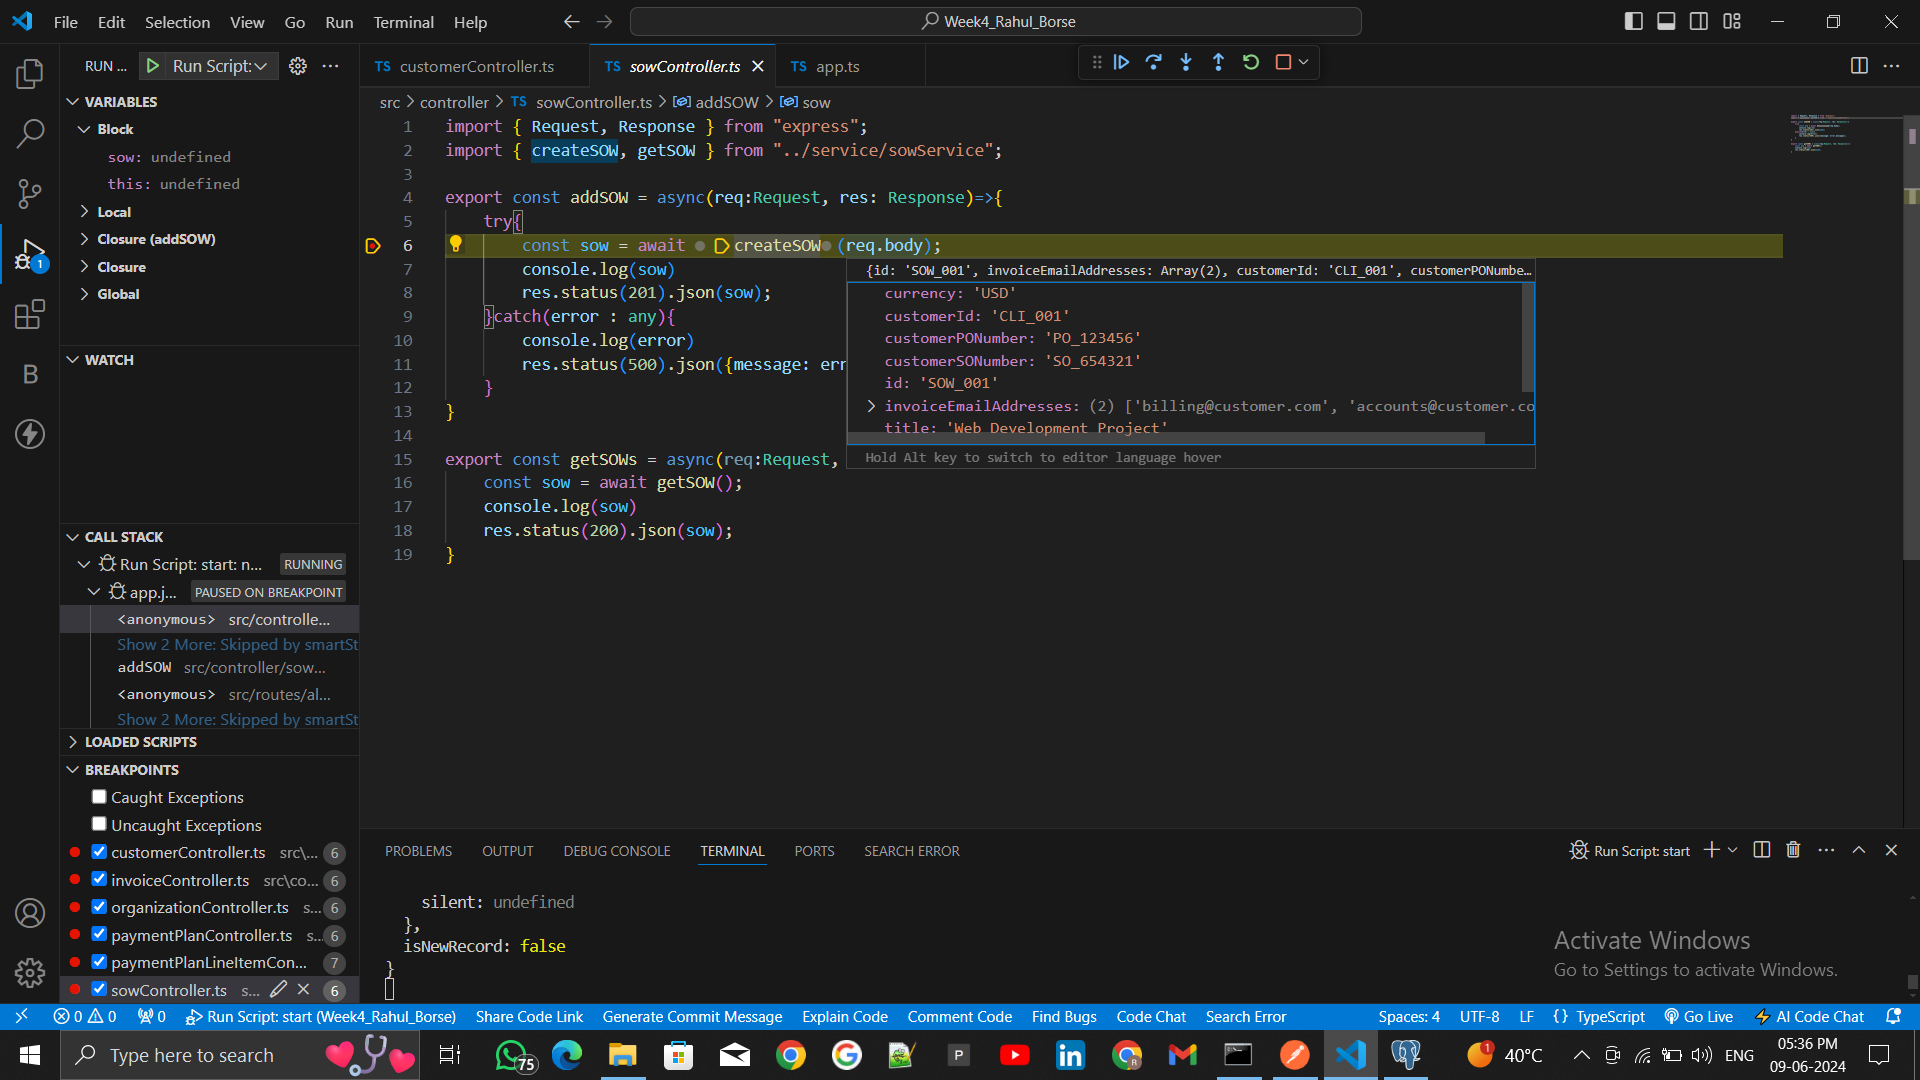 File Edit Selection View Go Run Terminal Help
Week4_Rahul_Borse
RUN ... Run Script:
TS customerController.ts
TS sowController.ts
TS app.ts
src > controller > TS sowController.ts > addSOW > sow
VARIABLES
Block
sow: undefined
this: undefined
Local
Closure (addSOW)
Closure
Global
WATCH
CALL STACK
Run Script: start: n... RUNNING
app.j... PAUSED ON BREAKPOINT
<anonymous> src/controlle...
Show 2 More: Skipped by smartSt
addSOW src/controller/sow...
<anonymous> src/routes/al...
Show 2 More: Skipped by smartSt
LOADED SCRIPTS
BREAKPOINTS
Caught Exceptions
Uncaught Exceptions
customerController.ts src\... 6
invoiceController.ts src\co... 6
organizationController.ts s... 6
paymentPlanController.ts s... 6
paymentPlanLineItemCon... 7
sowController.ts s... 6
1 import { Request, Response } from "express";
2 import { createSOW, getSOW } from "../service/sowService";
3
4 export const addSOW = async(req:Request, res: Response)=>{
5 try{
6 const sow = await createSOW (req.body);
7 console.log(sow)
8 res.status(201).json(sow);
9 }catch(error : any){
10 console.log(error)
11 res.status(500).json({message: err
12 }
13 }
14
15 export const getSOWs = async(req:Request,
16 const sow = await getSOW();
17 console.log(sow)
18 res.status(200).json(sow);
19 }
{id: 'SOW_001', invoiceEmailAddresses: Array(2), customerId: 'CLI_001', customerPONumbe…
currency: 'USD'
customerId: 'CLI_001'
customerPONumber: 'PO_123456'
customerSONumber: 'SO_654321'
id: 'SOW_001'
invoiceEmailAddresses: (2) ['billing@customer.com', 'accounts@customer.co
title: 'Web Development Project'
Hold Alt key to switch to editor language hover
PROBLEMS OUTPUT DEBUG CONSOLE TERMINAL PORTS SEARCH ERROR
Run Script: start
silent: undefined
},
isNewRecord: false
}
Activate Windows
Go to Settings to activate Windows.
1
0 0 0 Run Script: start (Week4_Rahul_Borse) Share Code Link Generate Commit Message Explain Code Comment Code Find Bugs Code Chat Search Error
Spaces: 4 UTF-8 LF {} TypeScript Go Live AI Code Chat
Type here to search
75
P
1 40°C
ENG
05:36 PM
09-06-2024